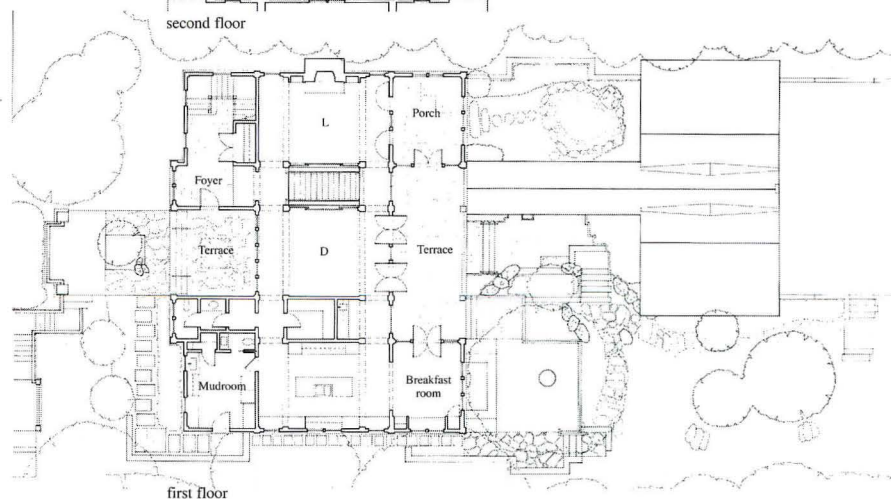 second floor
L
Porch
Foyer
Terrace
D
Terrace
Mudroom
Breakfast
room
first floor